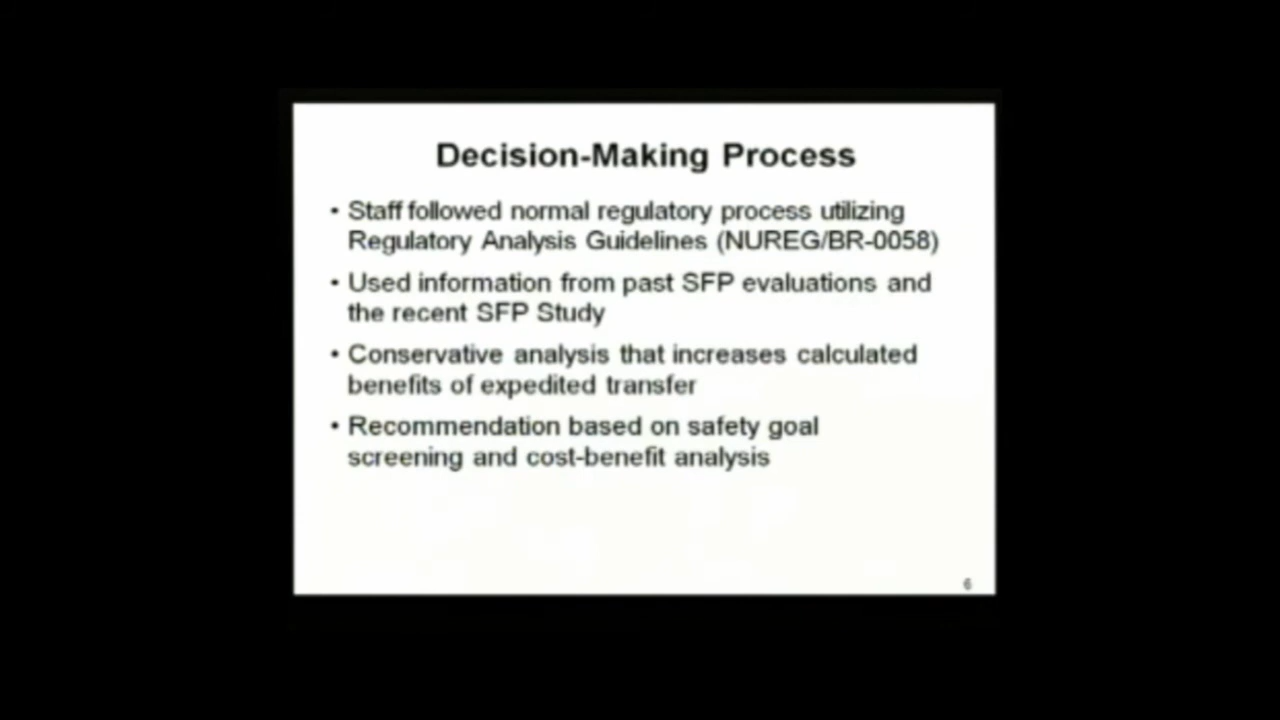 Decision-Making Process
• Staff followed normal regulatory process utilizing
Regulatory Analysis Guidelines (NUREG/BR-0058)
• Used information from past SFP evaluations and
the recent SFP Study
• Conservative analysis that increases calculated
benefits of expedited transfer
• Recommendation based on safety goal
screening and cost-benefit analysis
6